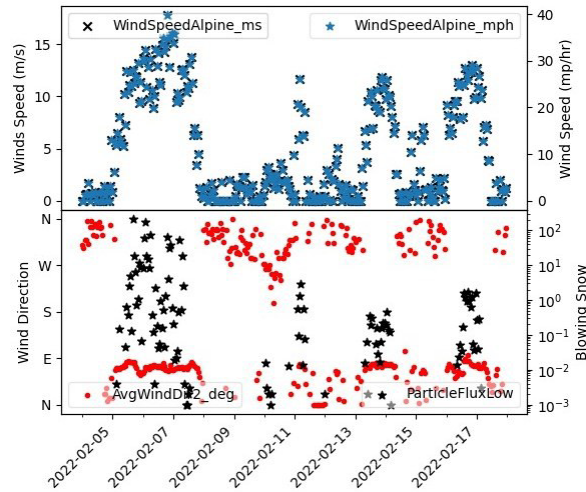 WindSpeedAlpine_ms
WindSpeedAlpine_mph
Winds Speed (m/s)
15
10
5
0
Wind Speed (mp/hr)
40
30
20
10
0
Wind Direction
N
W
S
E
N
Blowing Snow
10²
10¹
10⁰
10⁻¹
10⁻²
10⁻³
ParticleFluxLow
2022-02-05
2022-02-07
2022-02-09
2022-02-11
2022-02-13
2022-02-15
2022-02-17